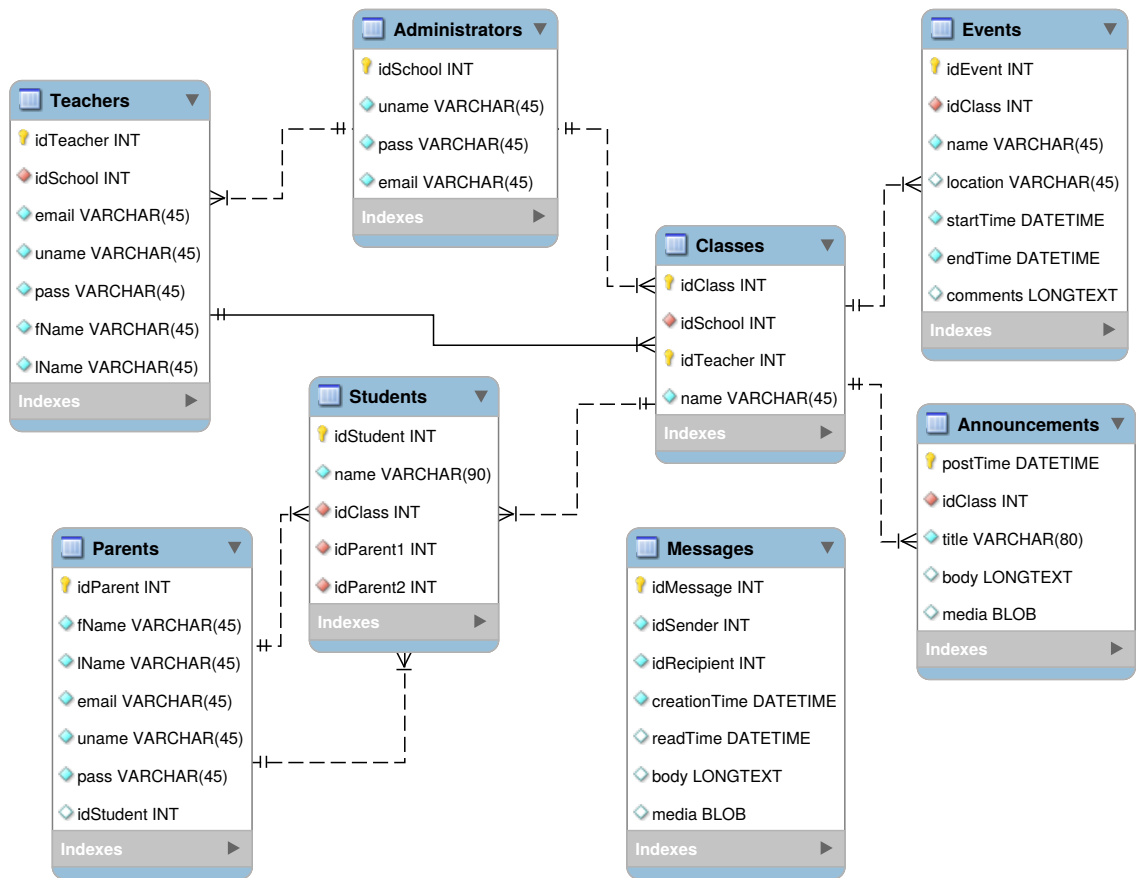 Administrators
idSchool INT
uname VARCHAR(45)
pass VARCHAR(45)
email VARCHAR(45)
Indexes
Events
idEvent INT
idClass INT
name VARCHAR(45)
location VARCHAR(45)
startTime DATETIME
endTime DATETIME
comments LONGTEXT
Indexes
Teachers
idTeacher INT
idSchool INT
email VARCHAR(45)
uname VARCHAR(45)
pass VARCHAR(45)
fName VARCHAR(45)
lName VARCHAR(45)
Indexes
Classes
idClass INT
idSchool INT
idTeacher INT
name VARCHAR(45)
Indexes
Students
idStudent INT
name VARCHAR(90)
idClass INT
idParent1 INT
idParent2 INT
Indexes
Announcements
postTime DATETIME
idClass INT
title VARCHAR(80)
body LONGTEXT
media BLOB
Indexes
Parents
idParent INT
fName VARCHAR(45)
lName VARCHAR(45)
email VARCHAR(45)
uname VARCHAR(45)
pass VARCHAR(45)
idStudent INT
Indexes
Messages
idMessage INT
idSender INT
idRecipient INT
creationTime DATETIME
readTime DATETIME
body LONGTEXT
media BLOB
Indexes